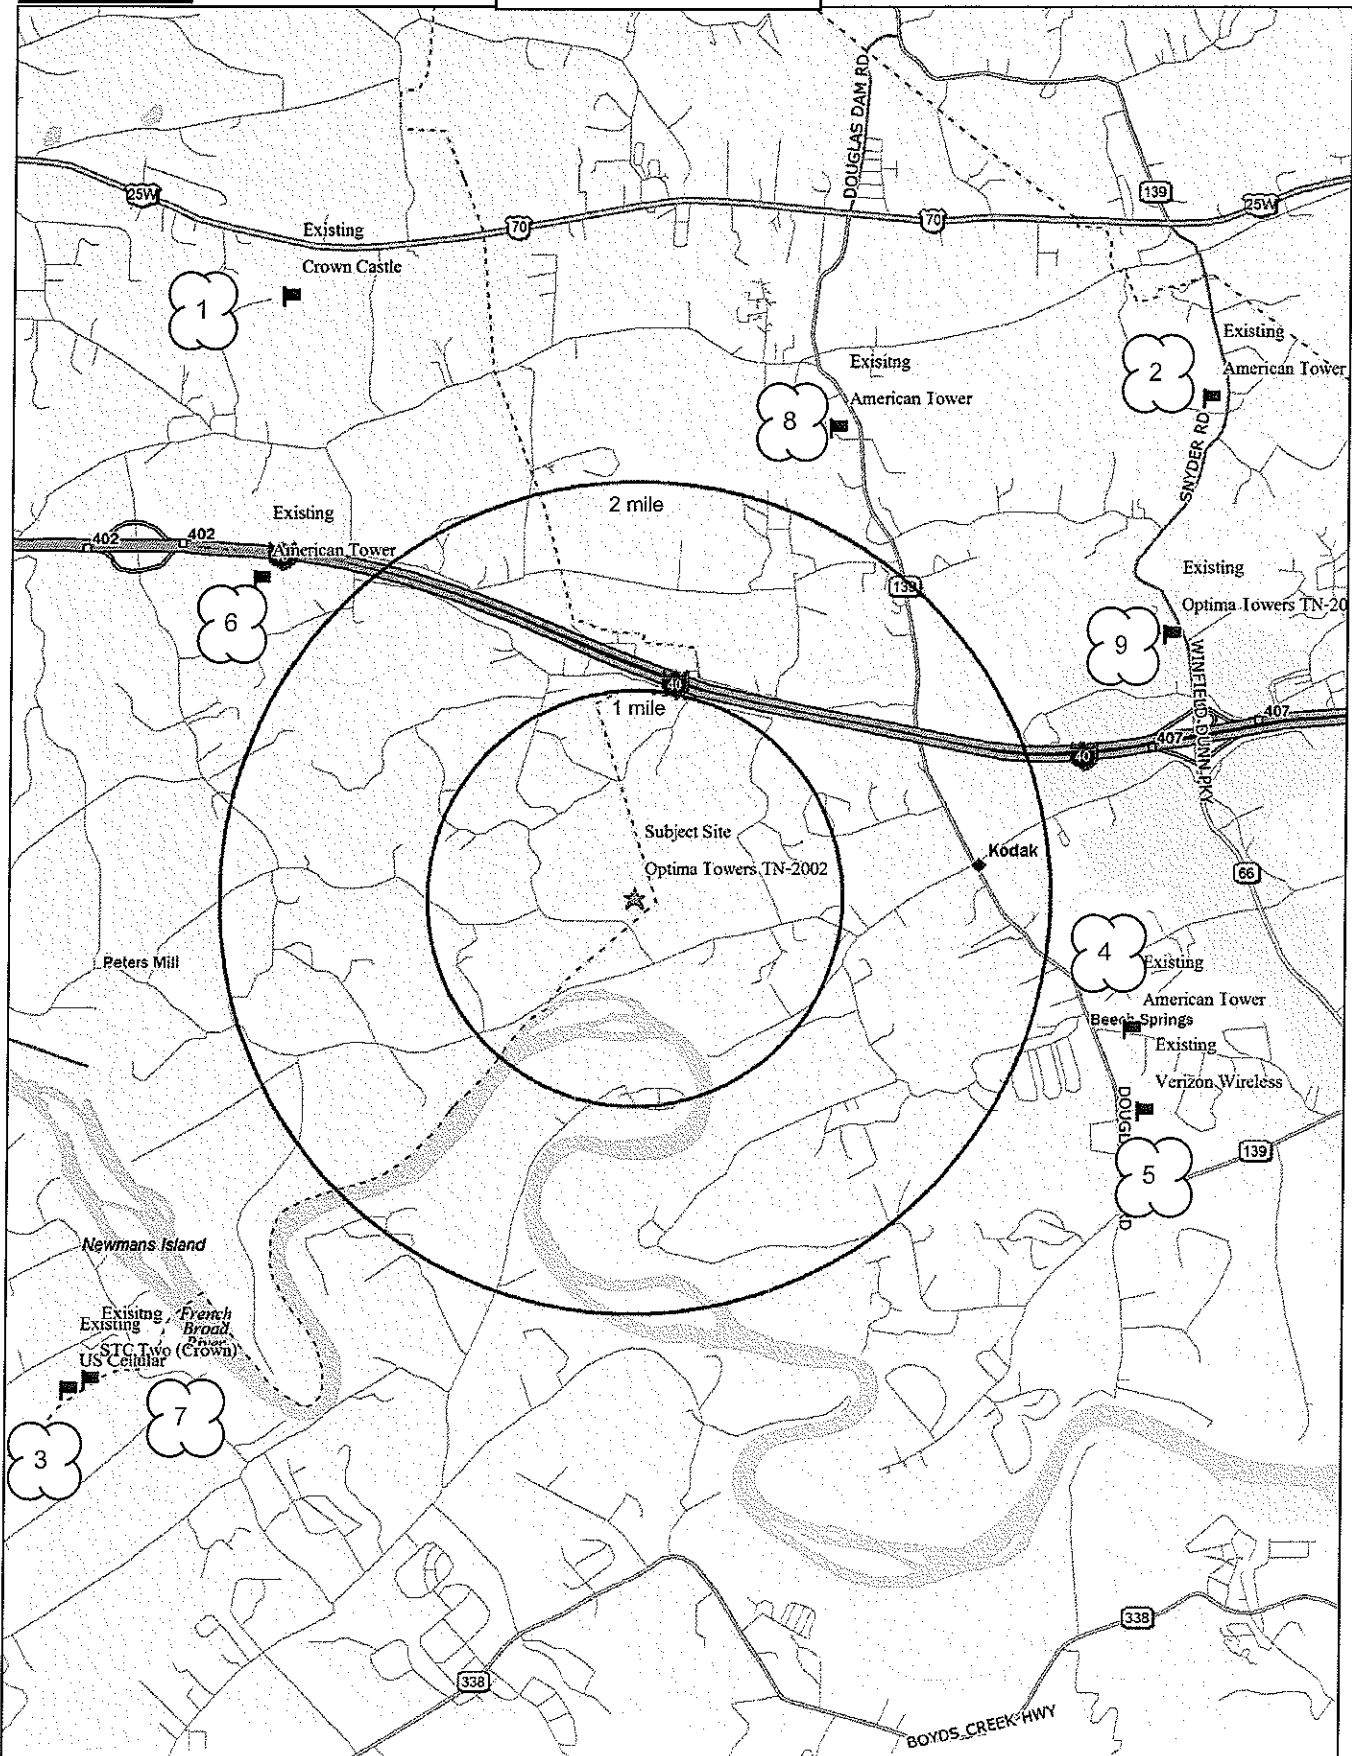 DOUGLAS DAM RD
139
25W
25W
70
70
Existing
Crown Castle
1
Existing
American Tower
2
Exisitng
American Tower
8
SNYDER RD
2 mile
Existing
American Tower
402
402
6
139
Existing
Optima Towers TN-20
9
WINFIELD DUNN PKY
40
1 mile
407
407
40
Subject Site
Optima Towers TN-2002
Kodak
66
4
Existing
American Tower
Peters Mill
Beech Springs
Existing
Verizon Wireless
DOUGL
5
139
D
Newmans Island
Exisitng
Existing
French
Broad
River
STC Two (Crown)
US Cellular
7
3
338
338
BOYDS CREEK HWY